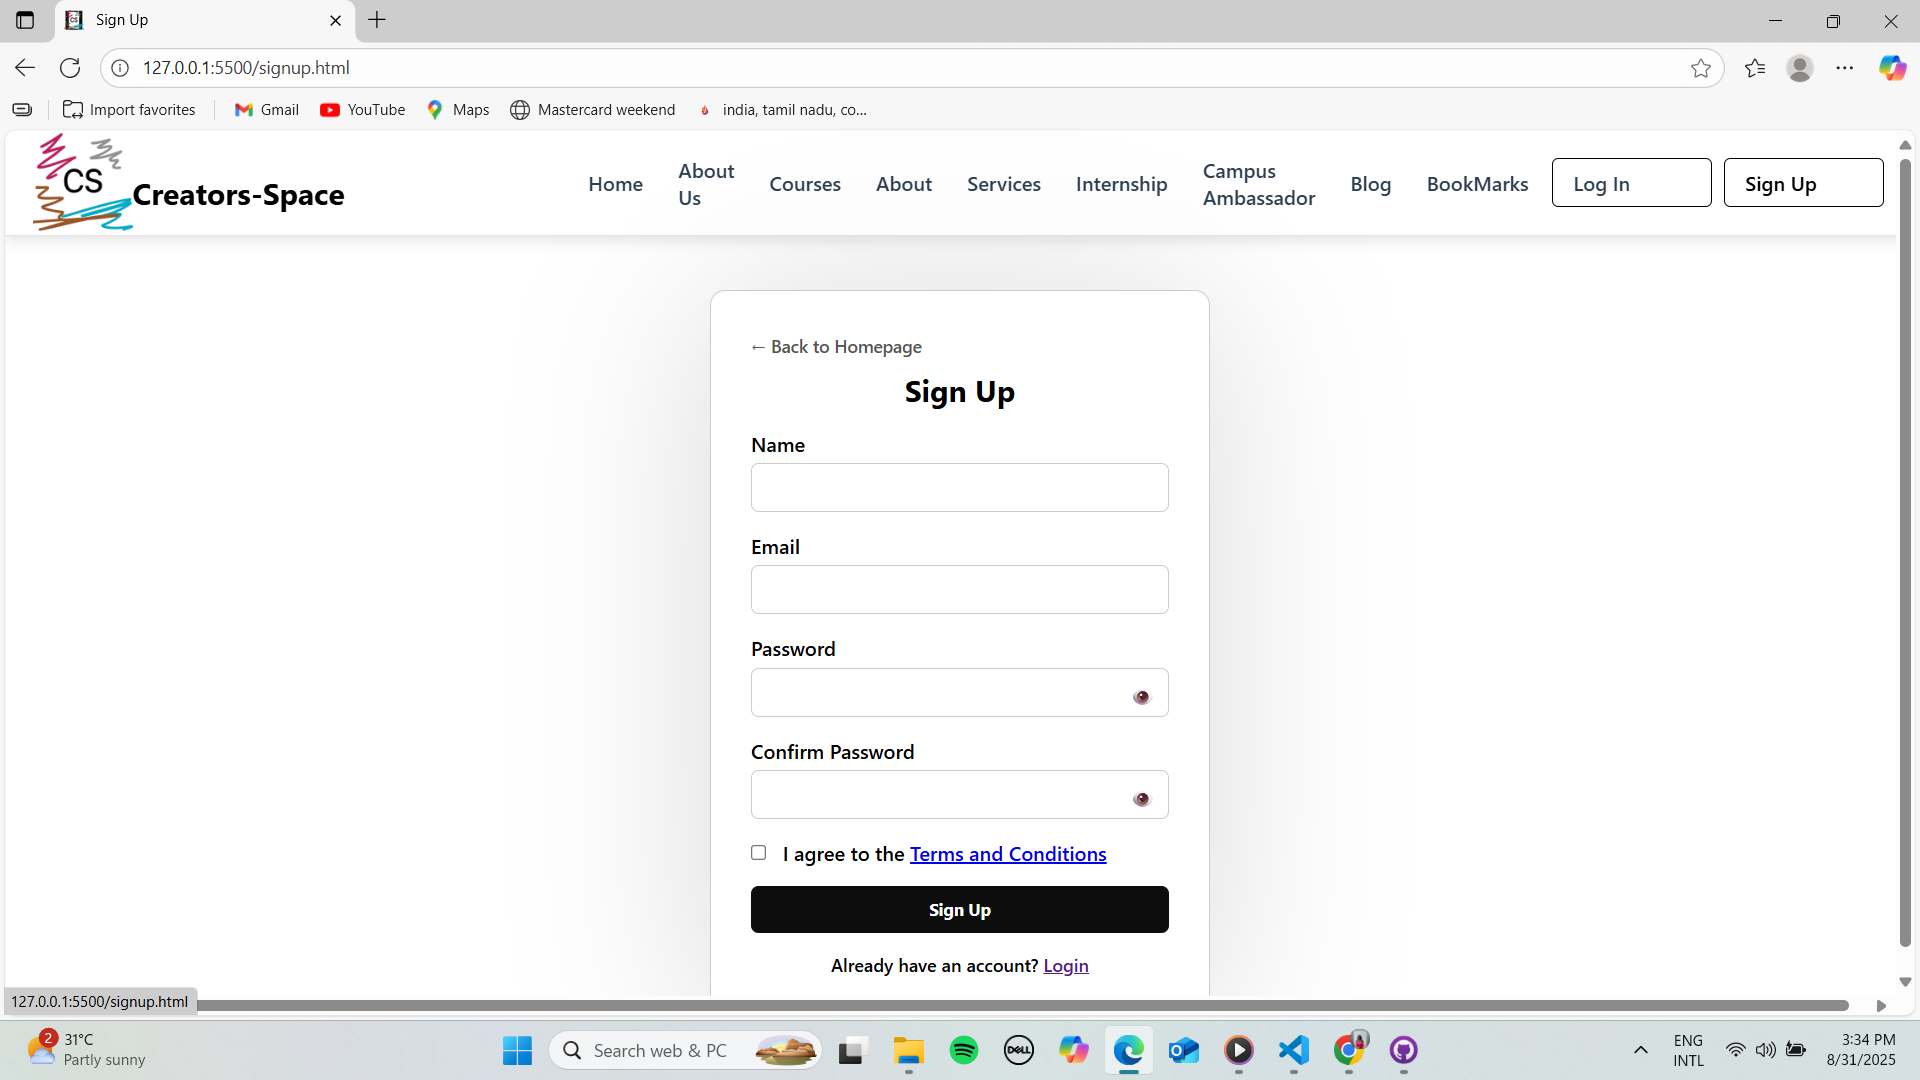 Sign Up
127.0.0.1:5500/signup.html
Import favorites
Gmail
YouTube
Maps
Mastercard weekend
india, tamil nadu, co...
CS
Creators-Space
Home
About Us
Courses
About
Services
Internship
Campus Ambassador
Blog
BookMarks
Log In
Sign Up
← Back to Homepage
Sign Up
Name
Email
Password
Confirm Password
I agree to the Terms and Conditions
Sign Up
Already have an account? Login
127.0.0.1:5500/signup.html
2
31°C
Partly sunny
Search web & PC
DELL
ENG
INTL
3:34 PM
8/31/2025